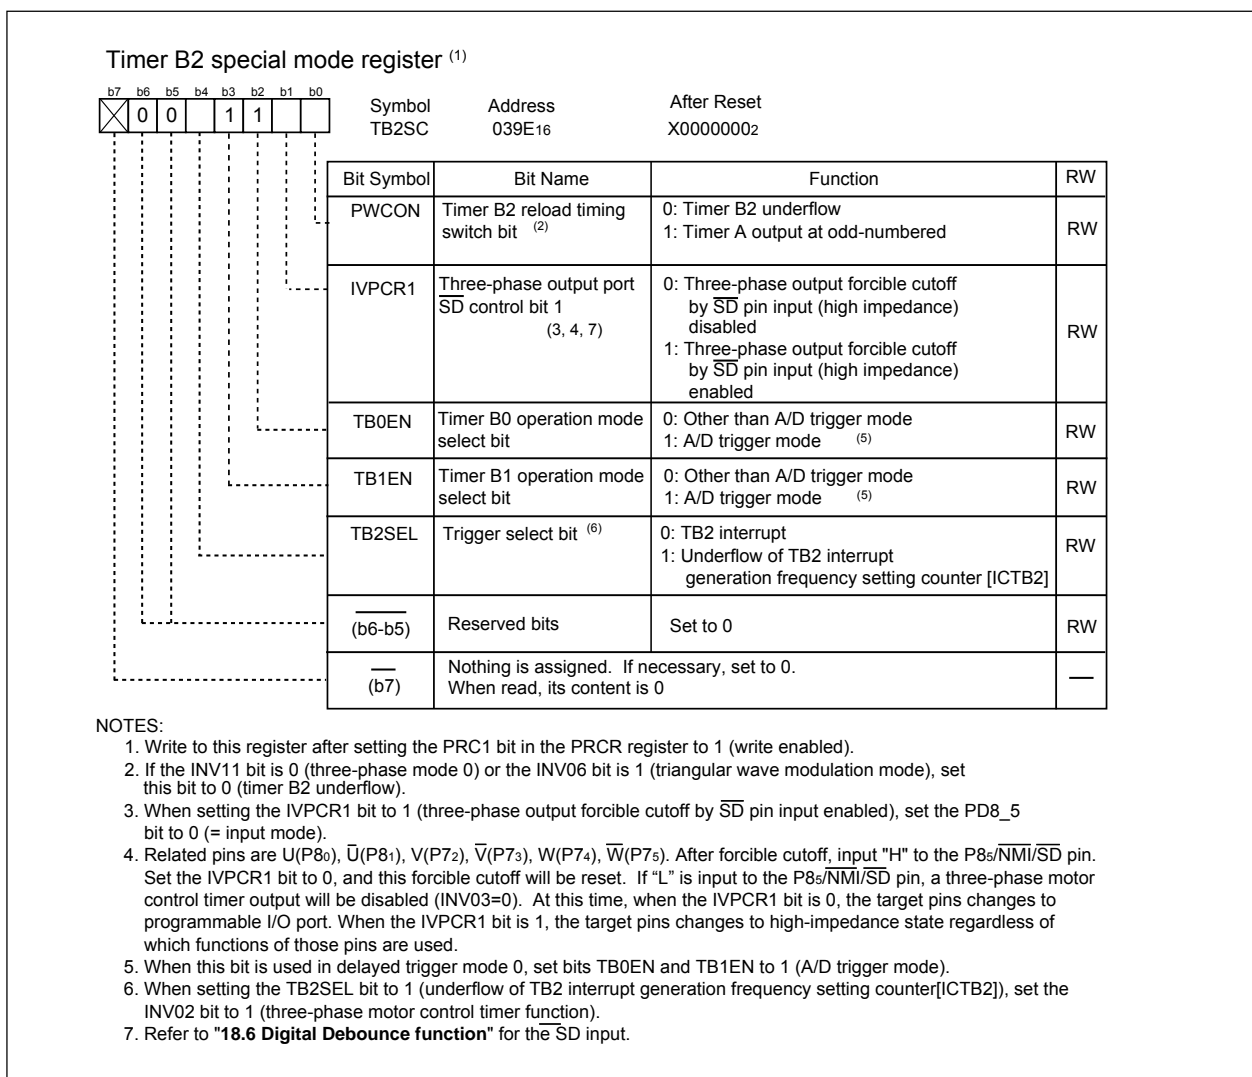 Timer B2 special mode register (1)
b7 b6 b5 b4 b3 b2 b1 b0
0 0 1 1
Symbol Address After Reset
TB2SC 039E16 X00000002
Bit Symbol Bit Name Function RW
PWCON Timer B2 reload timing switch bit (2) 0: Timer B2 underflow
1: Timer A output at odd-numbered RW
IVPCR1 Three-phase output port
SD control bit 1
(3, 4, 7)
0: Three-phase output forcible cutoff
by SD pin input (high impedance)
disabled
1: Three-phase output forcible cutoff
by SD pin input (high impedance)
enabled
RW
TB0EN Timer B0 operation mode
select bit
0: Other than A/D trigger mode
1: A/D trigger mode (5)
RW
TB1EN Timer B1 operation mode
select bit
0: Other than A/D trigger mode
1: A/D trigger mode (5)
RW
TB2SEL Trigger select bit (6)
0: TB2 interrupt
1: Underflow of TB2 interrupt
generation frequency setting counter [ICTB2]
RW
(b6-b5) Reserved bits Set to 0 RW
(b7)
Nothing is assigned. If necessary, set to 0.
When read, its content is 0
NOTES:
1. Write to this register after setting the PRC1 bit in the PRCR register to 1 (write enabled).
2. If the INV11 bit is 0 (three-phase mode 0) or the INV06 bit is 1 (triangular wave modulation mode), set
this bit to 0 (timer B2 underflow).
3. When setting the IVPCR1 bit to 1 (three-phase output forcible cutoff by SD pin input enabled), set the PD8_5
bit to 0 (= input mode).
4. Related pins are U(P80), U̅(P81), V(P72), V̅(P73), W(P74), W̅(P75). After forcible cutoff, input "H" to the P85/NMI/SD pin.
Set the IVPCR1 bit to 0, and this forcible cutoff will be reset. If “L” is input to the P85/NMI/SD pin, a three-phase motor
control timer output will be disabled (INV03=0). At this time, when the IVPCR1 bit is 0, the target pins changes to
programmable I/O port. When the IVPCR1 bit is 1, the target pins changes to high-impedance state regardless of
which functions of those pins are used.
5. When this bit is used in delayed trigger mode 0, set bits TB0EN and TB1EN to 1 (A/D trigger mode).
6. When setting the TB2SEL bit to 1 (underflow of TB2 interrupt generation frequency setting counter[ICTB2]), set the
INV02 bit to 1 (three-phase motor control timer function).
7. Refer to "18.6 Digital Debounce function" for the SD input.